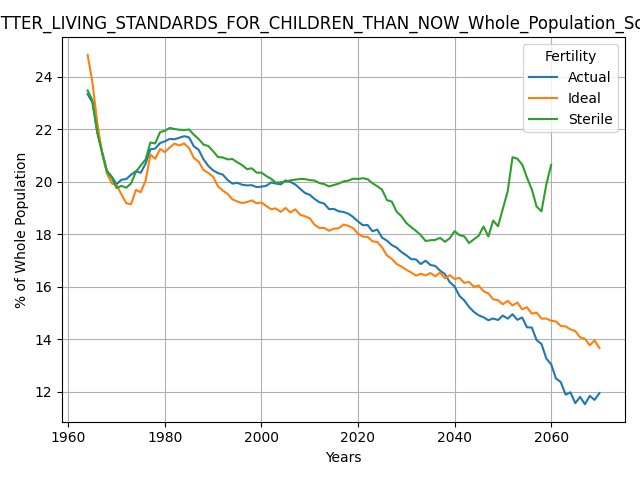 TTER_LIVING_STANDARDS_FOR_CHILDREN_THAN_NOW_Whole_Population_Sc
Fertility
Actual
Ideal
Sterile
% of Whole Population
24
22
20
18
16
14
12
1960
1980
2000
2020
2040
2060
Years